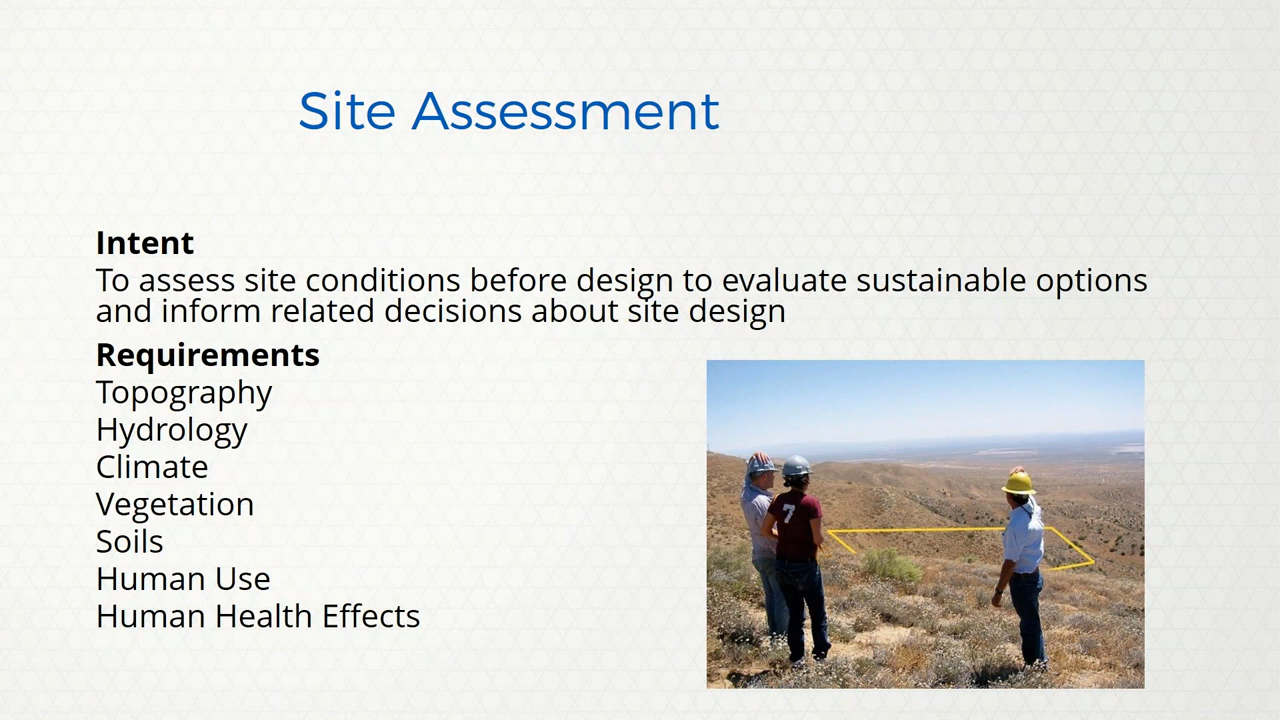 Site Assessment
Intent
To assess site conditions before design to evaluate sustainable options
and inform related decisions about site design
Requirements
Topography
Hydrology
Climate
Vegetation
Soils
Human Use
Human Health Effects
7